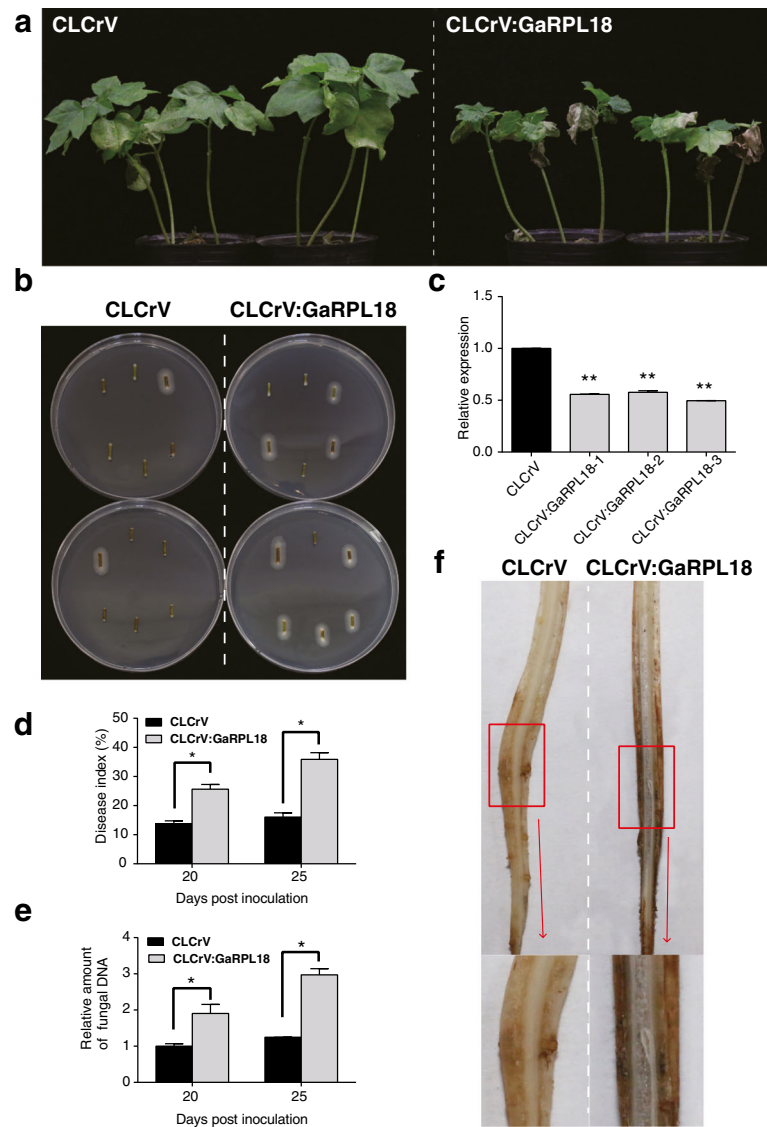 a
CLCrV
CLCrV:GaRPL18
b
CLCrV
CLCrV:GaRPL18
c
Relative expression
1.5
1.0
0.5
0.0
**
**
**
CLCrV
CLCrV:GaRPL18-1
CLCrV:GaRPL18-2
CLCrV:GaRPL18-3
d
Disease index (%)
50
40
30
20
10
0
CLCrV
CLCrV:GaRPL18
*
*
20
25
Days post inoculation
e
Relative amount
of fungal DNA
4
3
2
1
0
CLCrV
CLCrV:GaRPL18
*
*
20
25
Days post inoculation
f
CLCrV
CLCrV:GaRPL18